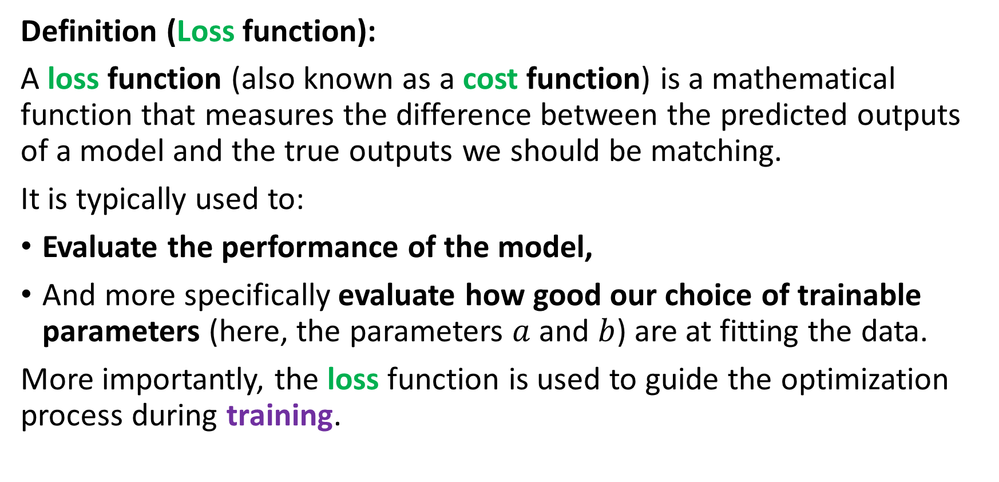 Definition (Loss function):
A loss function (also known as a cost function) is a mathematical
function that measures the difference between the predicted outputs
of a model and the true outputs we should be matching.
It is typically used to:
• Evaluate the performance of the model,
• And more specifically evaluate how good our choice of trainable
parameters (here, the parameters 𝑎 and 𝑏) are at fitting the data.
More importantly, the loss function is used to guide the optimization
process during training.